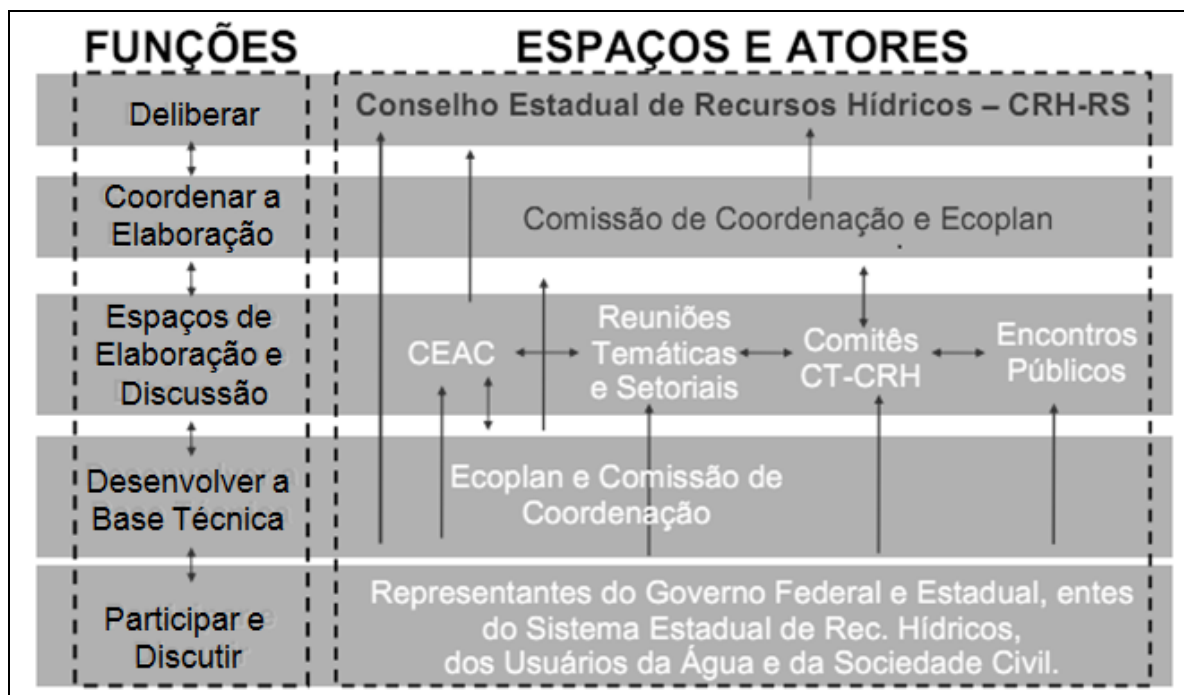 FUNÇÕES
ESPAÇOS E ATORES
Deliberar
Conselho Estadual de Recursos Hídricos – CRH-RS
Coordenar a
Elaboração
Comissão de Coordenação e Ecoplan
Espaços de
Elaboração e
Discussão
CEAC
Reuniões
Temáticas
e Setoriais
Comitês
CT-CRH
Encontros
Públicos
Desenvolver a
Base Técnica
Ecoplan e Comissão de
Coordenação
Participar e
Discutir
Representantes do Governo Federal e Estadual, entes
do Sistema Estadual de Rec. Hídricos,
dos Usuários da Água e da Sociedade Civil.